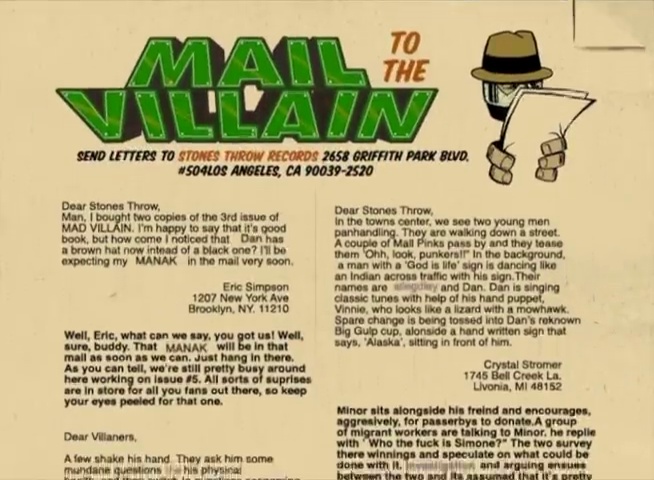 MAIL
TO
THE
VILLAIN
SEND LETTERS TO STONES THROW RECORDS 2658 GRIFFITH PARK BLVD.
#504LOS ANGELES, CA 90039-2520
Dear Stones Throw,
Man, I bought two copies of the 3rd issue of
MAD VILLAIN. I'm happy to say that it's good
book, but how come I noticed that Dan has
a brown hat now intead of a black one? I'll be
expecting my MANAK in the mail very soon.
Eric Simpson
1207 New York Ave
Brooklyn, NY. 11210
Well, Eric, what can we say, you got us! Well,
sure, buddy. That MANAK will be in that
mail as soon as we can. Just hang in there.
As you can tell, we're still pretty busy around
here working on issue #5. All sorts of suprises
are in store for all you fans out there, so keep
your eyes peeled for that one.
Dear Villaners,
A few shake his hand. They ask him some
mundane questions his physical
Dear Stones Throw,
In the towns center, we see two young men
panhandling. They are walking down a street.
A couple of Mall Pinks pass by and they tease
them 'Ohh, look, punkers!!" In the background,
a man with a 'God is life' sign is dancing like
an Indian across traffic with his sign.Their
names are and Dan. Dan is singing
classic tunes with help of his hand puppet,
Vinnie, who looks like a lizard with a mowhawk.
Spare change is being tossed into Dan's reknown
Big Gulp cup, alonside a hand written sign that
says, 'Alaska', sitting in front of him.
Crystal Stromer
1745 Bell Creek La.
Livonia, MI 48152
Minor sits alongside his freind and encourages,
aggresively, for passerbys to donate.A group
of migrant workers are talking to Minor, he replie
with ' Who the fuck is Simone?" The two survey
there winnings and speculate on what could be
done with it. investigation and arguing ensues
between the two and its assumed that it's pretty